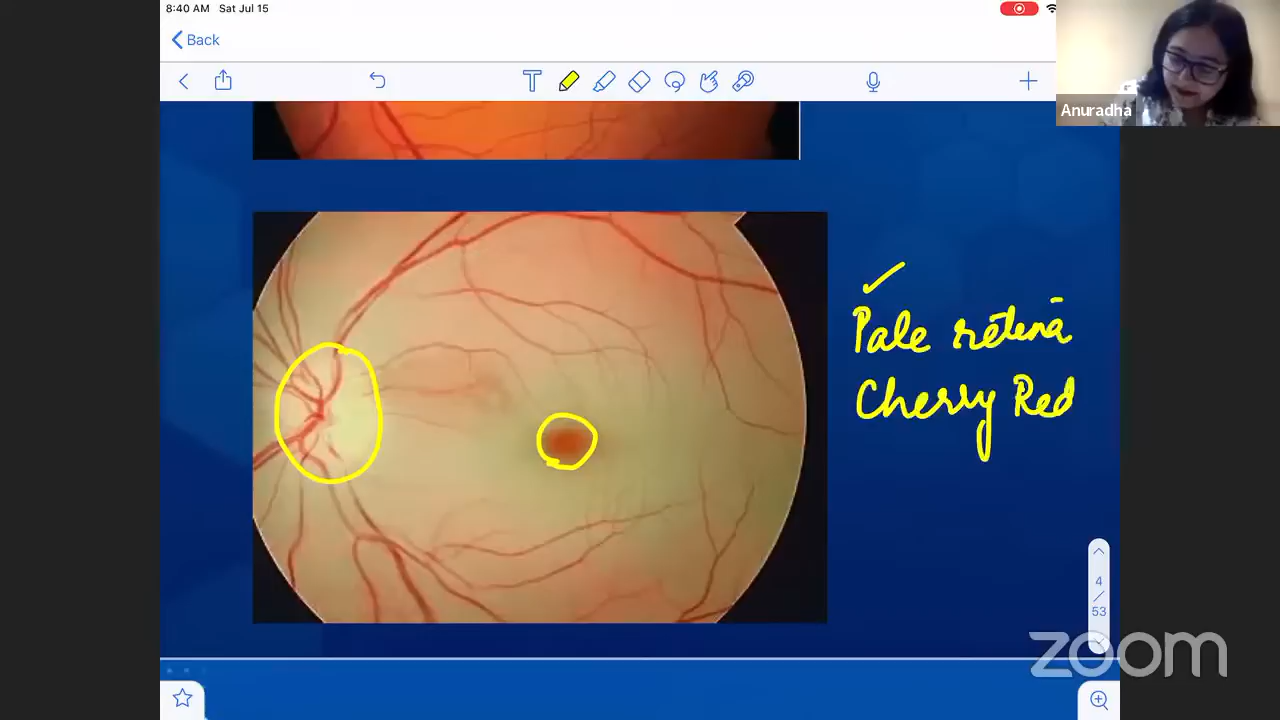 8:40 AM Sat Jul 15
Back
Anuradha
Pale retina
Cherry Red
4
/
53
zoom